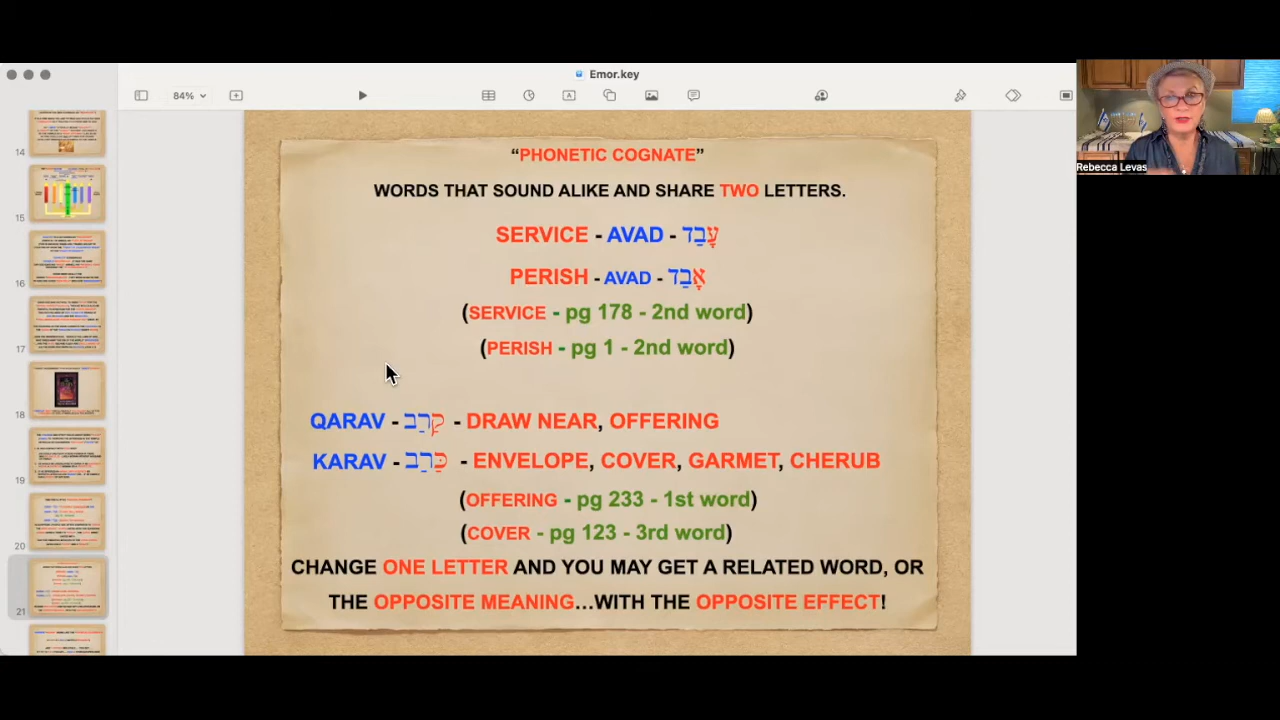 Emor.key
84%
Rebecca Levas
14
15
16
17
18
19
20
21
“PHONETIC COGNATE”
WORDS THAT SOUND ALIKE AND SHARE TWO LETTERS.
SERVICE - AVAD - עָבַד
PERISH - AVAD - אָבַד
(SERVICE - pg 178 - 2nd word)
(PERISH - pg 1 - 2nd word)
QARAV - קָרַב - DRAW NEAR, OFFERING
KARAV - כָּרַב - ENVELOPE, COVER, GARMET, CHERUB
(OFFERING - pg 233 - 1st word)
(COVER - pg 123 - 3rd word)
CHANGE ONE LETTER AND YOU MAY GET A RELATED WORD, OR
THE OPPOSITE MEANING...WITH THE OPPOSITE EFFECT!